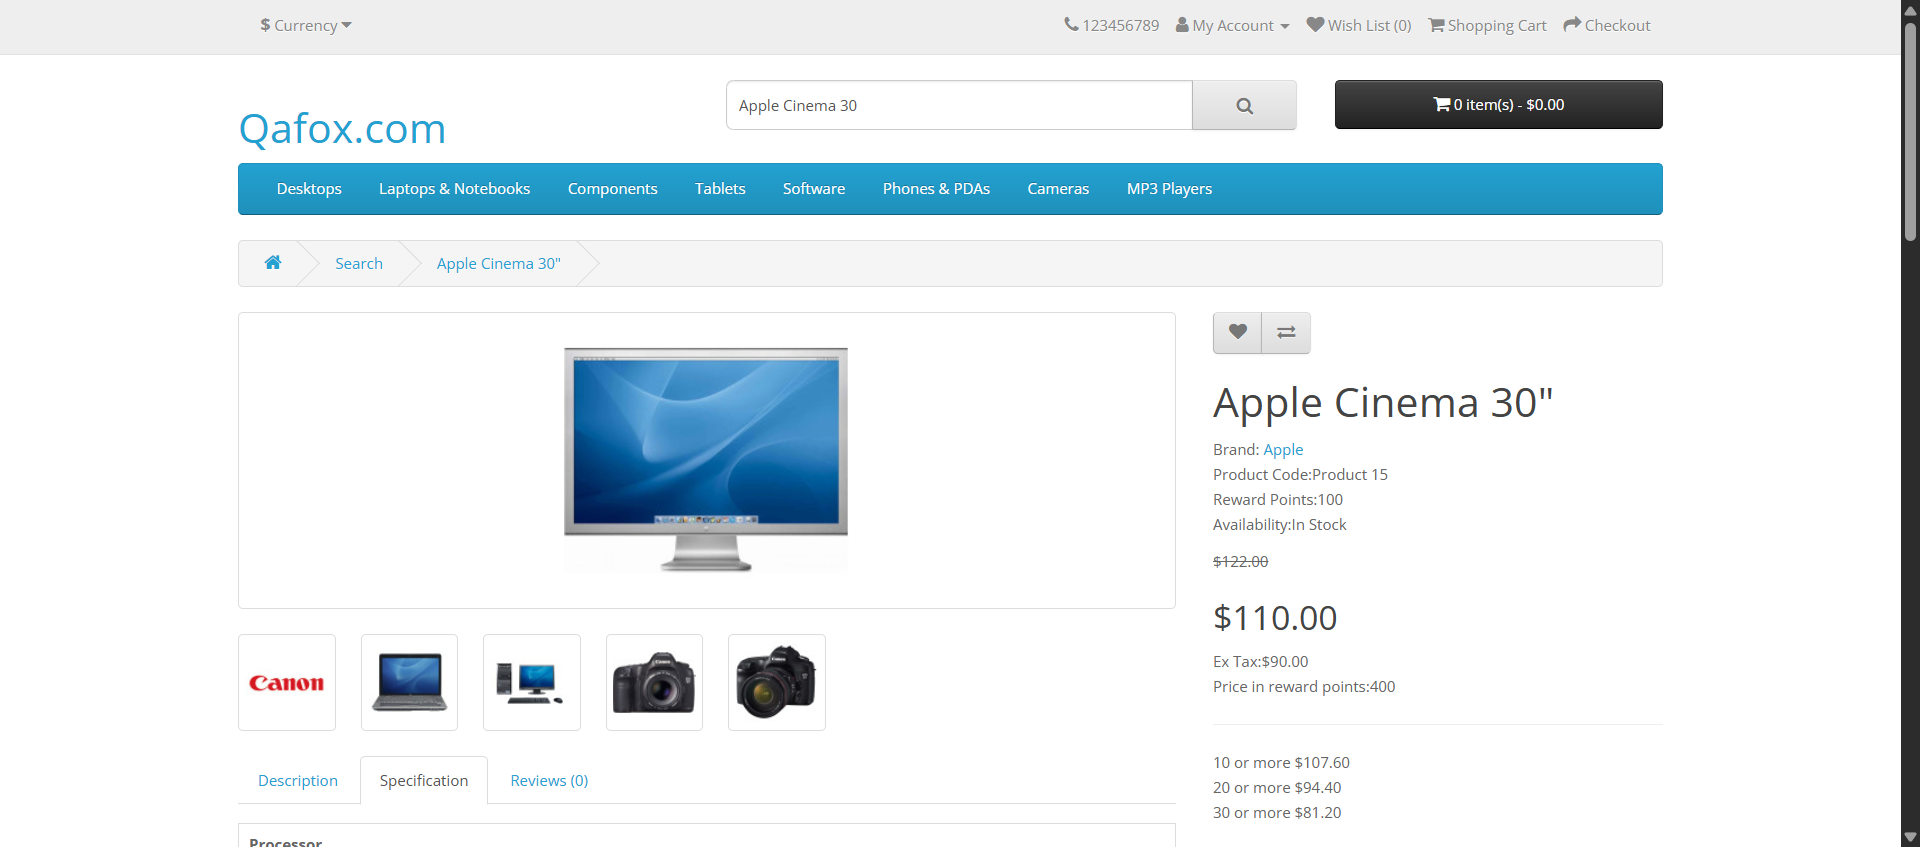 $ Currency
123456789 My Account Wish List (0) Shopping Cart Checkout
Qafox.com
Apple Cinema 30
0 item(s) - $0.00
Desktops Laptops & Notebooks Components Tablets Software Phones & PDAs Cameras MP3 Players
Search Apple Cinema 30"
Canon
Description Specification Reviews (0)
Processor
Apple Cinema 30"
Brand: Apple
Product Code:Product 15
Reward Points:100
Availability:In Stock
$122.00
$110.00
Ex Tax:$90.00
Price in reward points:400
10 or more $107.60
20 or more $94.40
30 or more $81.20